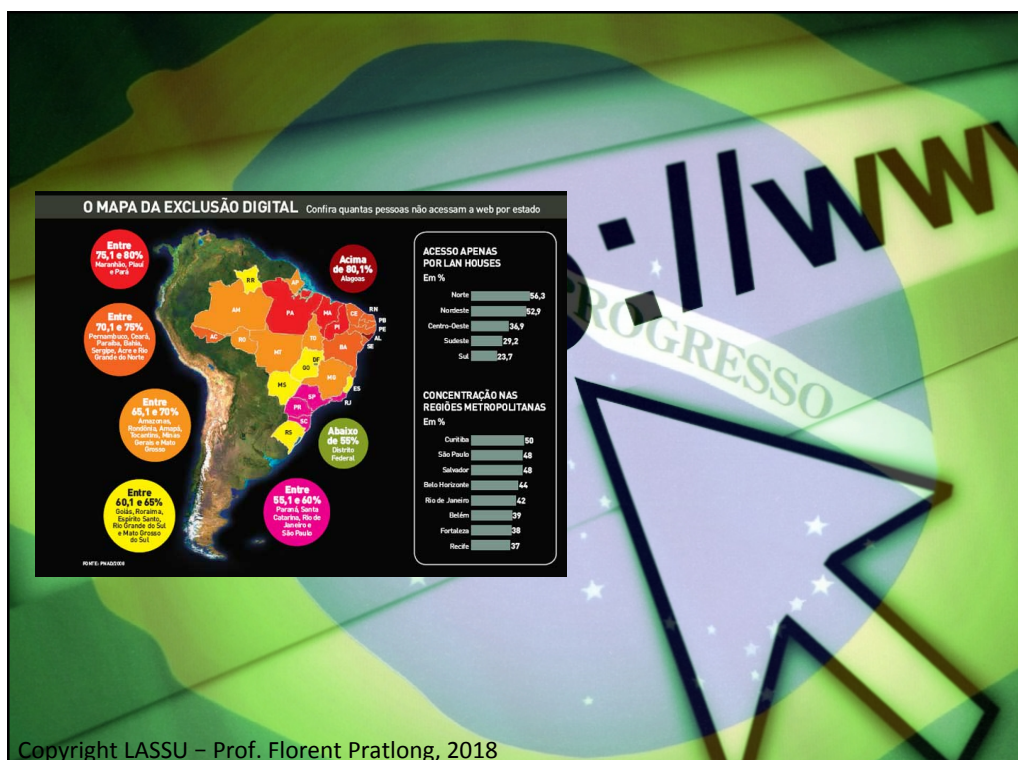 ://www
PROGRESSO
O MAPA DA EXCLUSÃO DIGITAL Confira quantas pessoas não acessam a web por estado
Entre
75,1 e 80%
Maranhão, Piauí
e Pará
Acima
de 80,1%
Alagoas
Entre
70,1 e 75%
Pernambuco, Ceará,
Paraíba, Bahia,
Sergipe, Acre e Rio
Grande do Norte
Entre
65,1 e 70%
Amazonas,
Rondônia, Amapá,
Tocantins, Minas
Gerais e Mato
Grosso
Entre
60,1 e 65%
Goiás, Roraima,
Espírito Santo,
Rio Grande do Sul
e Mato Grosso
do Sul
Entre
55,1 e 60%
Paraná, Santa
Catarina, Rio de
Janeiro e
São Paulo
Abaixo
de 55%
Distrito
Federal
RR
AP
AM
PA
MA
CE
RN
PB
PE
AL
SE
PI
AC
RO
TO
BA
MT
DF
GO
MG
ES
MS
SP
RJ
PR
SC
RS
FONTE: PNAD/2008
ACESSO APENAS
POR LAN HOUSES
Em %
Norte 56,3
Nordeste 52,9
Centro-Oeste 36,9
Sudeste 29,2
Sul 23,7
CONCENTRAÇÃO NAS
REGIÕES METROPOLITANAS
Em %
Curitiba 50
São Paulo 48
Salvador 48
Belo Horizonte 44
Rio de Janeiro 42
Belém 39
Fortaleza 38
Recife 37
Copyright LASSU – Prof. Florent Pratlong, 2018